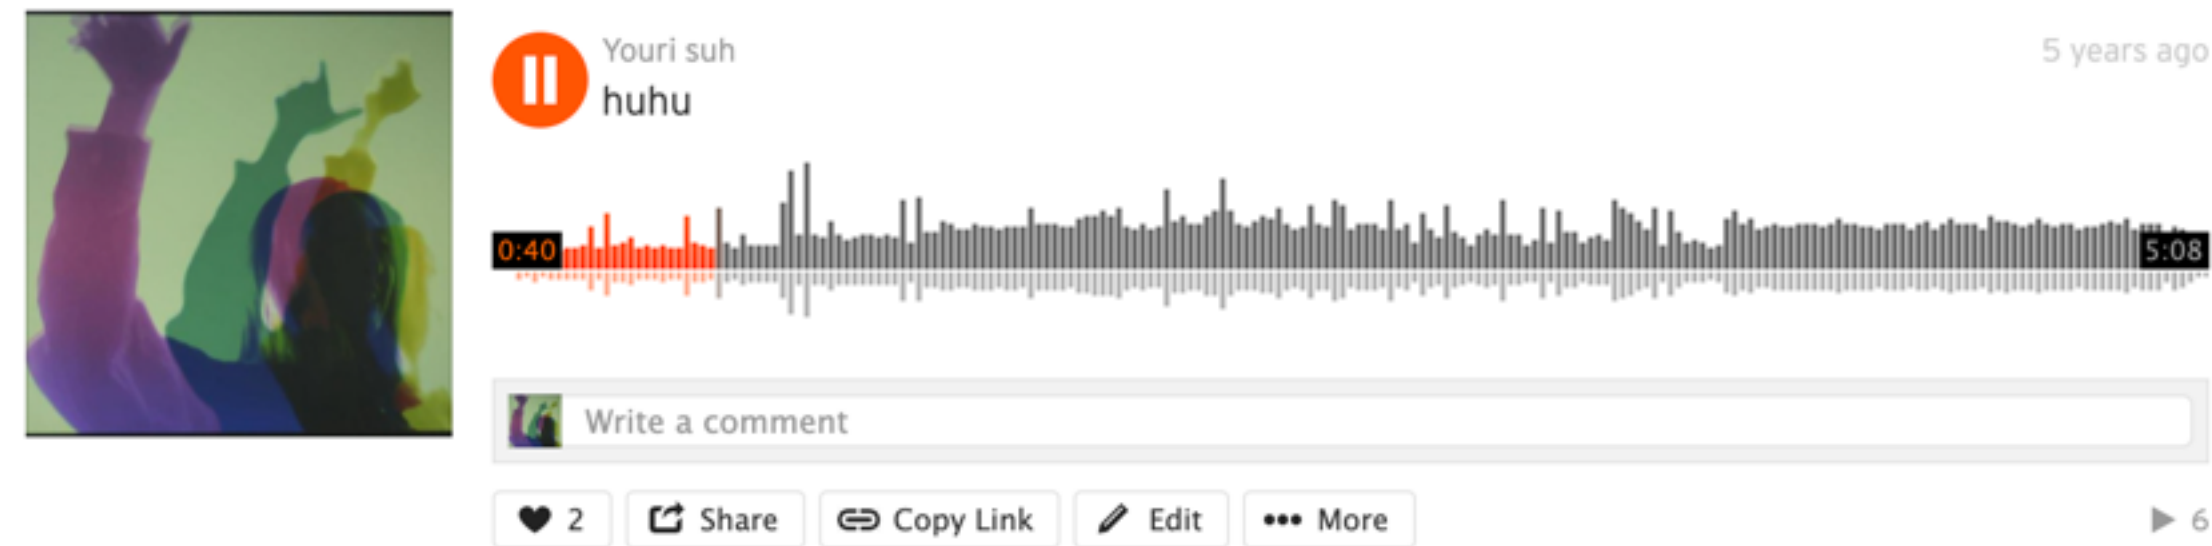 Youri suh
5 years ago
huhu
0:40
5:08
Write a comment
2
Share
Copy Link
Edit
More
6